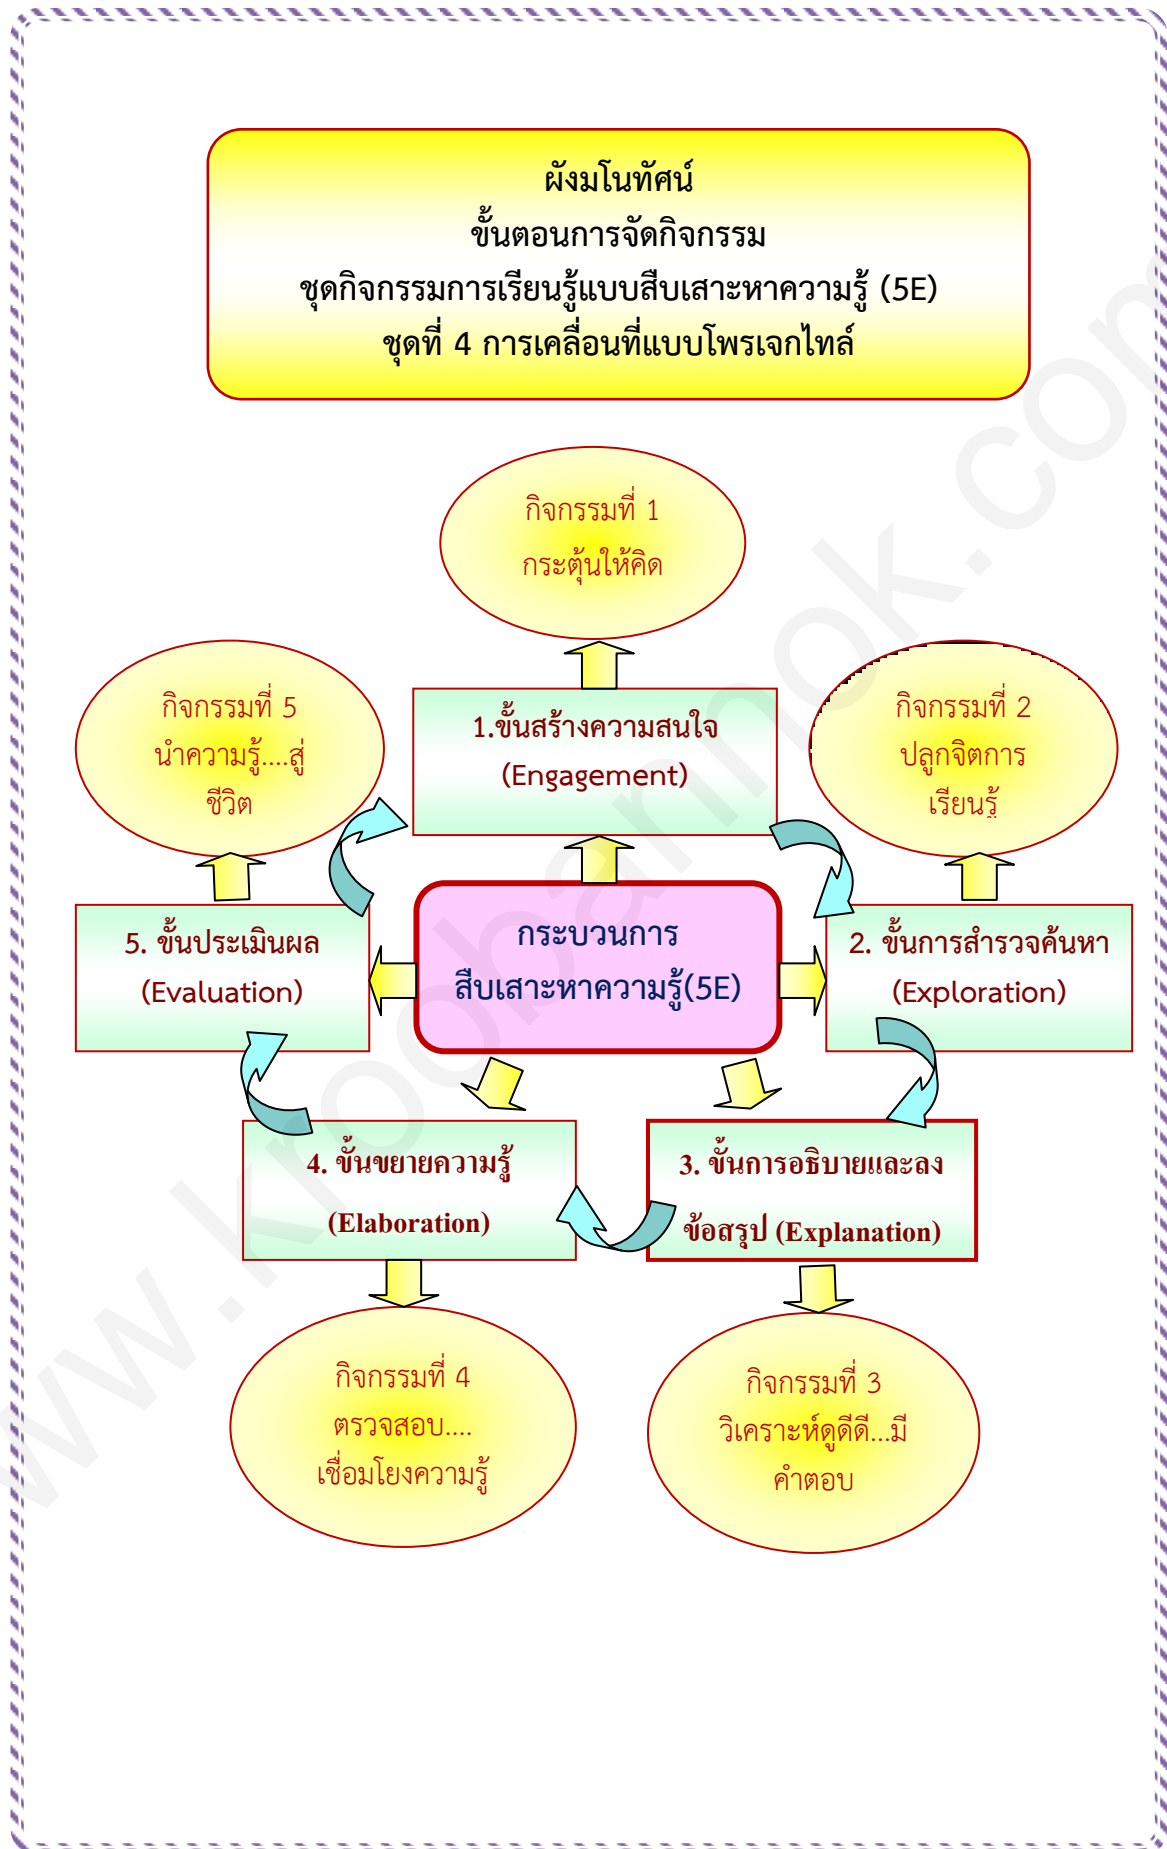 ผังมโนทัศน์
ขั้นตอนการจัดกิจกรรม
ชุดกิจกรรมการเรียนรู้แบบสืบเสาะหาความรู้ (5E)
ชุดที่ 4 การเคลื่อนที่แบบโพรเจกไทล์
กิจกรรมที่ 1
กระตุ้นให้คิด
1.ขั้นสร้างความสนใจ
(Engagement)
กิจกรรมที่ 2
ปลูกจิตการ
เรียนรู้
2. ขั้นการสำรวจค้นหา
(Exploration)
กิจกรรมที่ 5
นำความรู้....สู่
ชีวิต
5. ขั้นประเมินผล
(Evaluation)
กระบวนการ
สืบเสาะหาความรู้(5E)
4. ขั้นขยายความรู้
(Elaboration)
3. ขั้นการอธิบายและลง
ข้อสรุป (Explanation)
กิจกรรมที่ 4
ตรวจสอบ....
เชื่อมโยงความรู้
กิจกรรมที่ 3
วิเคราะห์ดูดีดี...มี
คำตอบ
www.kroobannok.com